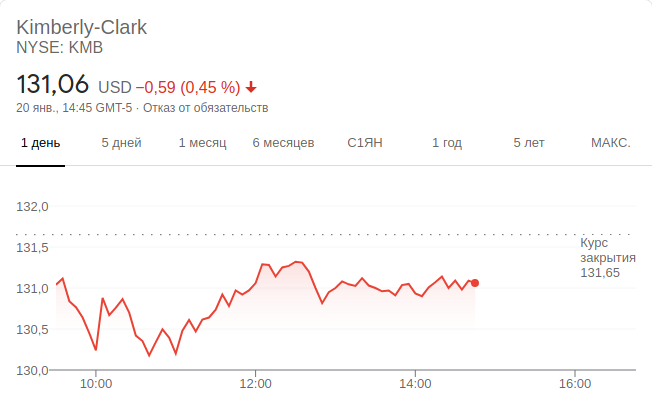 Kimberly-Clark
NYSE: KMB
131,06 USD −0,59 (0,45 %)
20 янв., 14:45 GMT-5 · Отказ от обязательств
1 день 5 дней 1 месяц 6 месяцев С1ЯН 1 год 5 лет МАКС.
132,0
131,5
131,0
130,5
130,0
Курс
закрытия
131,65
10:00 12:00 14:00 16:00